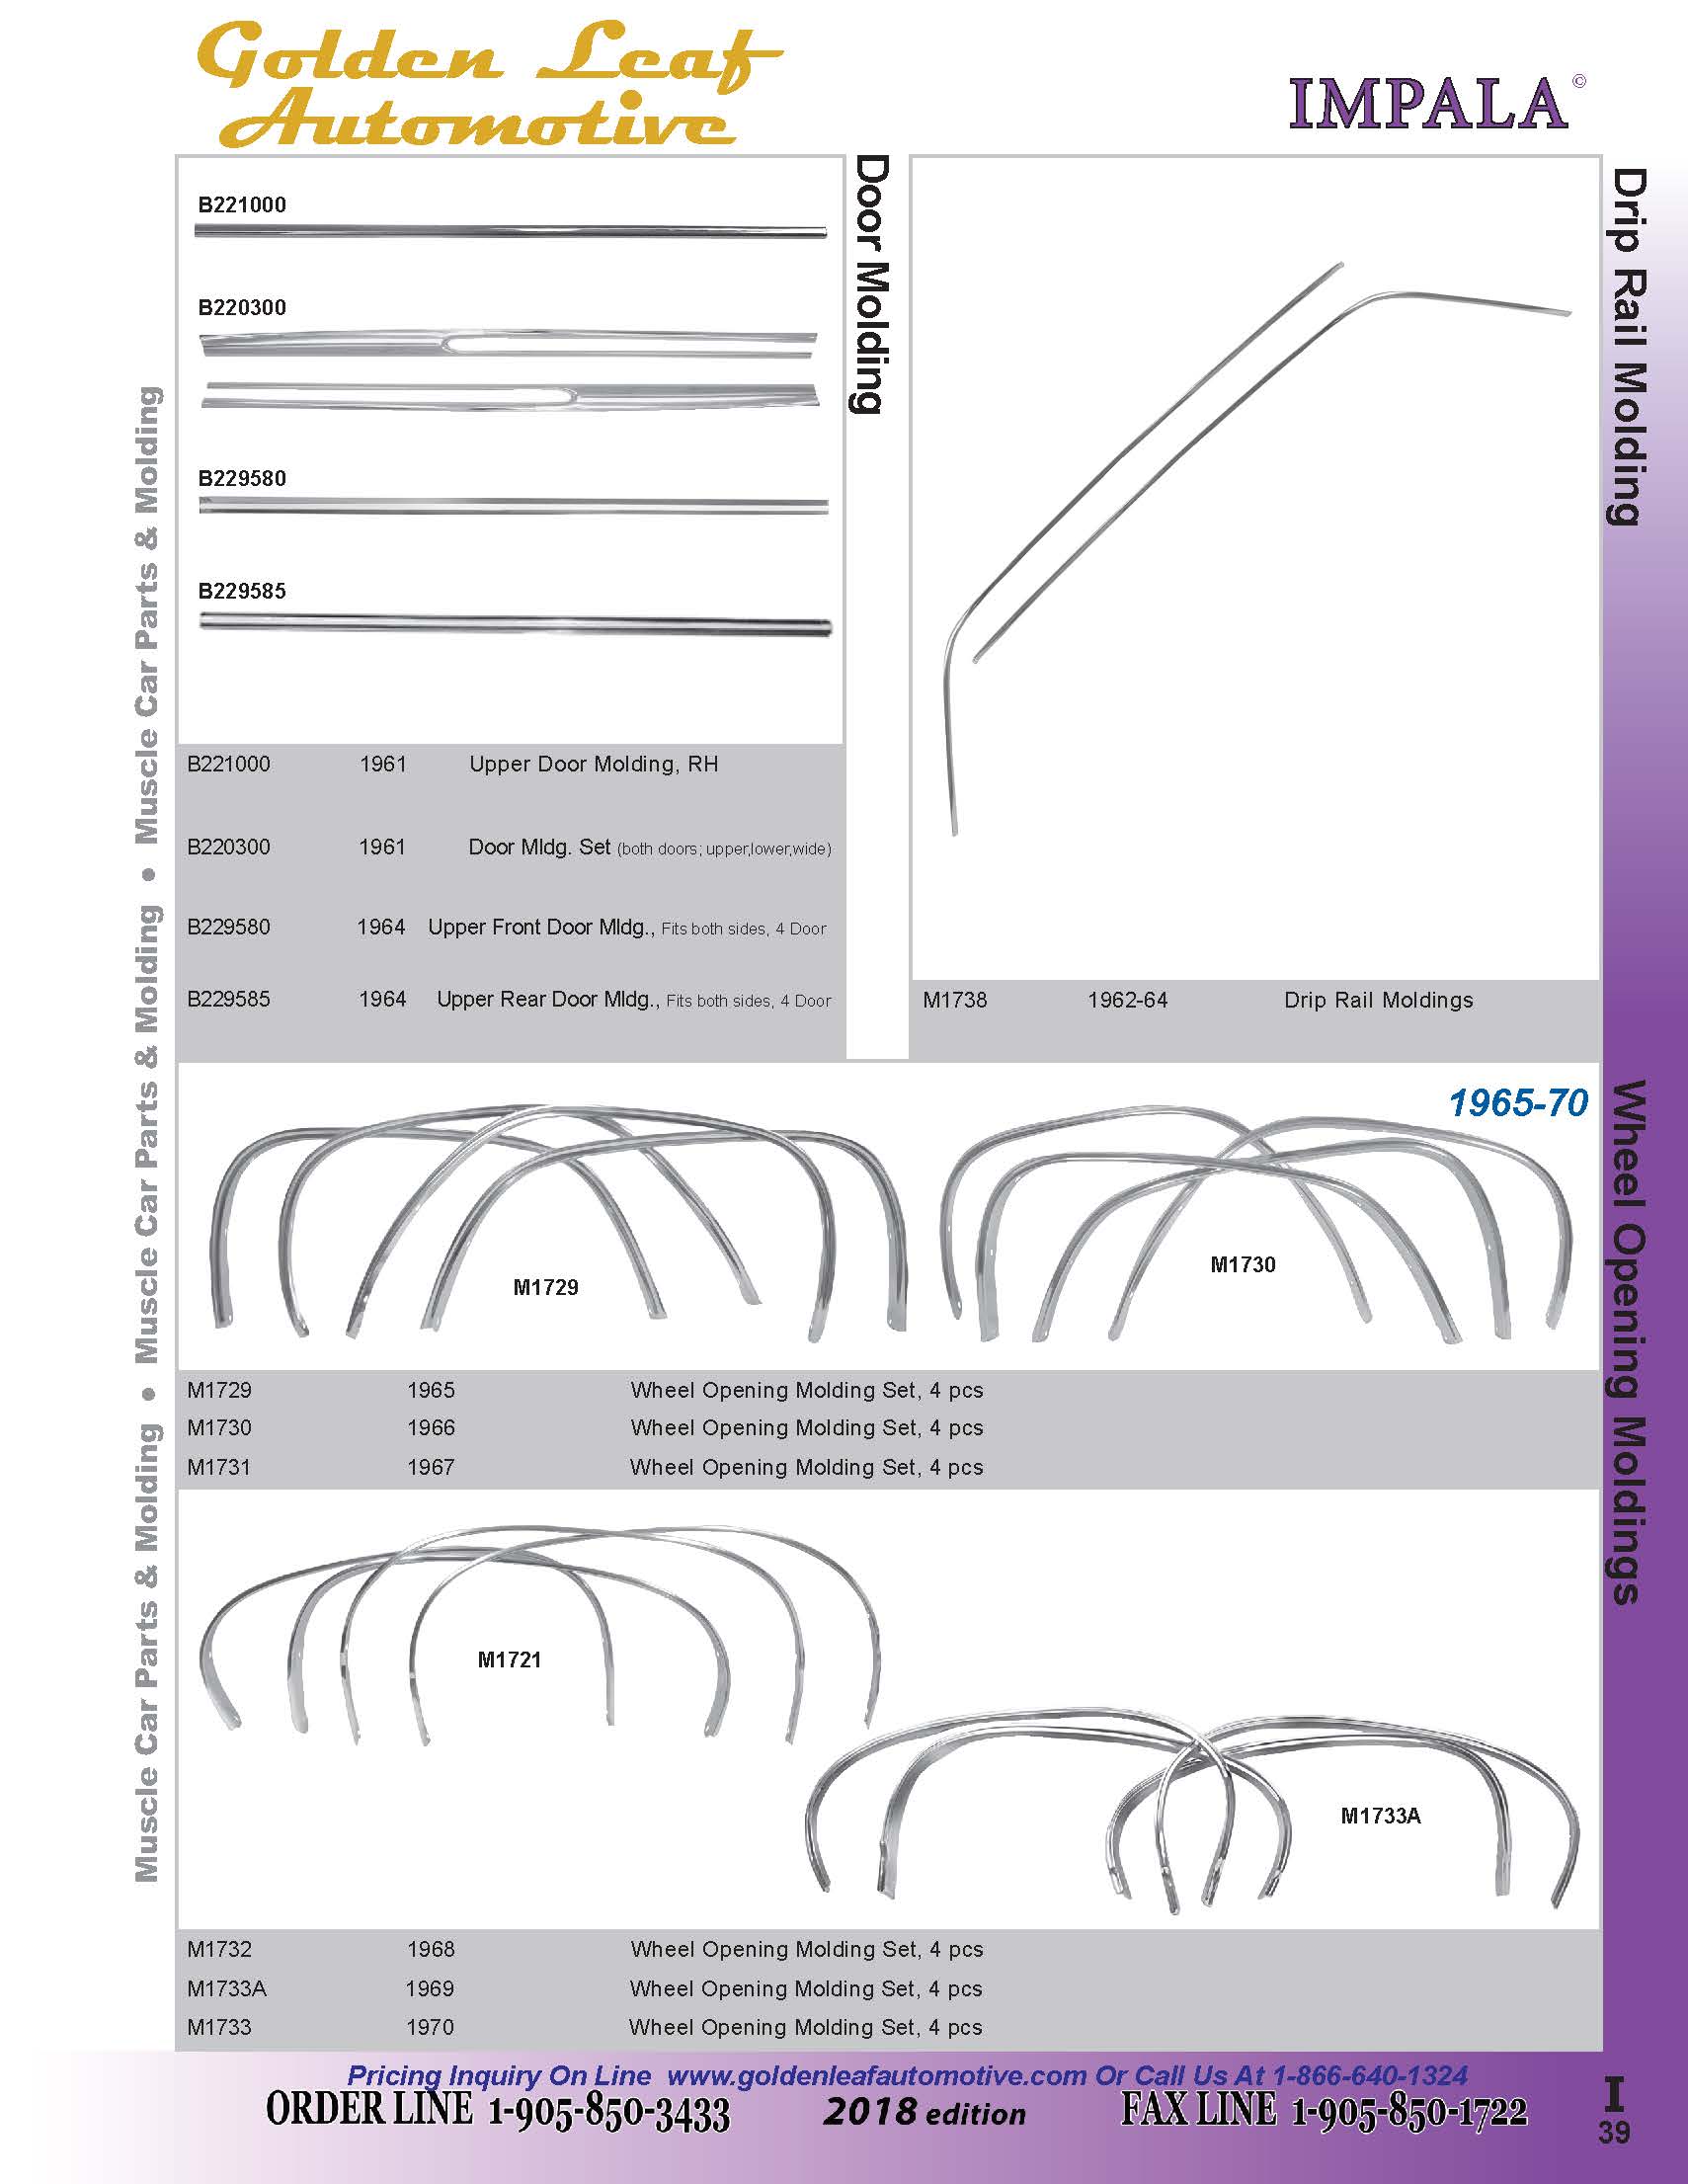 Golden Leaf
Automotive
IMPALA©
B221000
B220300
B229580
B229585
Door Molding
B221000 1961 Upper Door Molding, RH
B220300 1961 Door Mldg. Set (both doors; upper,lower,wide)
B229580 1964 Upper Front Door Mldg., Fits both sides, 4 Door
B229585 1964 Upper Rear Door Mldg., Fits both sides, 4 Door
Drip Rail Molding
M1738 1962-64 Drip Rail Moldings
1965-70
Wheel Opening Moldings
M1729
M1730
M1729 1965 Wheel Opening Molding Set, 4 pcs
M1730 1966 Wheel Opening Molding Set, 4 pcs
M1731 1967 Wheel Opening Molding Set, 4 pcs
M1721
M1733A
M1732 1968 Wheel Opening Molding Set, 4 pcs
M1733A 1969 Wheel Opening Molding Set, 4 pcs
M1733 1970 Wheel Opening Molding Set, 4 pcs
Muscle Car Parts & Molding • Muscle Car Parts & Molding • Muscle Car Parts & Molding
Pricing Inquiry On Line www.goldenleafautomotive.com Or Call Us At 1-866-640-1324
ORDER LINE 1-905-850-3433 2018 edition FAX LINE 1-905-850-1722
I
39